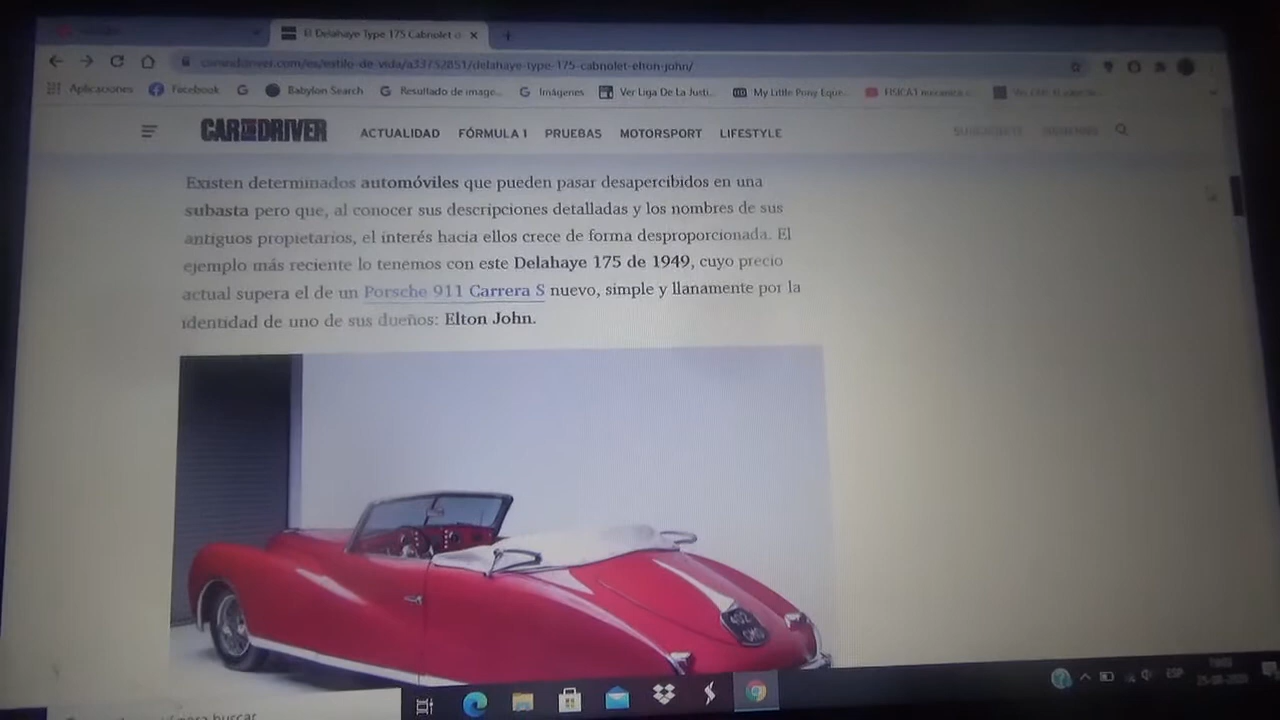 El Delahaye Type 175 Cabriolet
Aplicaciones Facebook Babylon Search Resultado de image... Imágenes Ver Liga De La Justi... My Little Pony Eque...
CAR AND DRIVER ACTUALIDAD FÓRMULA 1 PRUEBAS MOTORSPORT LIFESTYLE
Existen determinados automóviles que pueden pasar desapercibidos en una
subasta pero que, al conocer sus descripciones detalladas y los nombres de sus
antiguos propietarios, el interés hacia ellos crece de forma desproporcionada. El
ejemplo más reciente lo tenemos con este Delahaye 175 de 1949, cuyo precio
actual supera el de un Porsche 911 Carrera S nuevo, simple y llanamente por la
identidad de uno de sus dueños: Elton John.
402
ESP
buscar